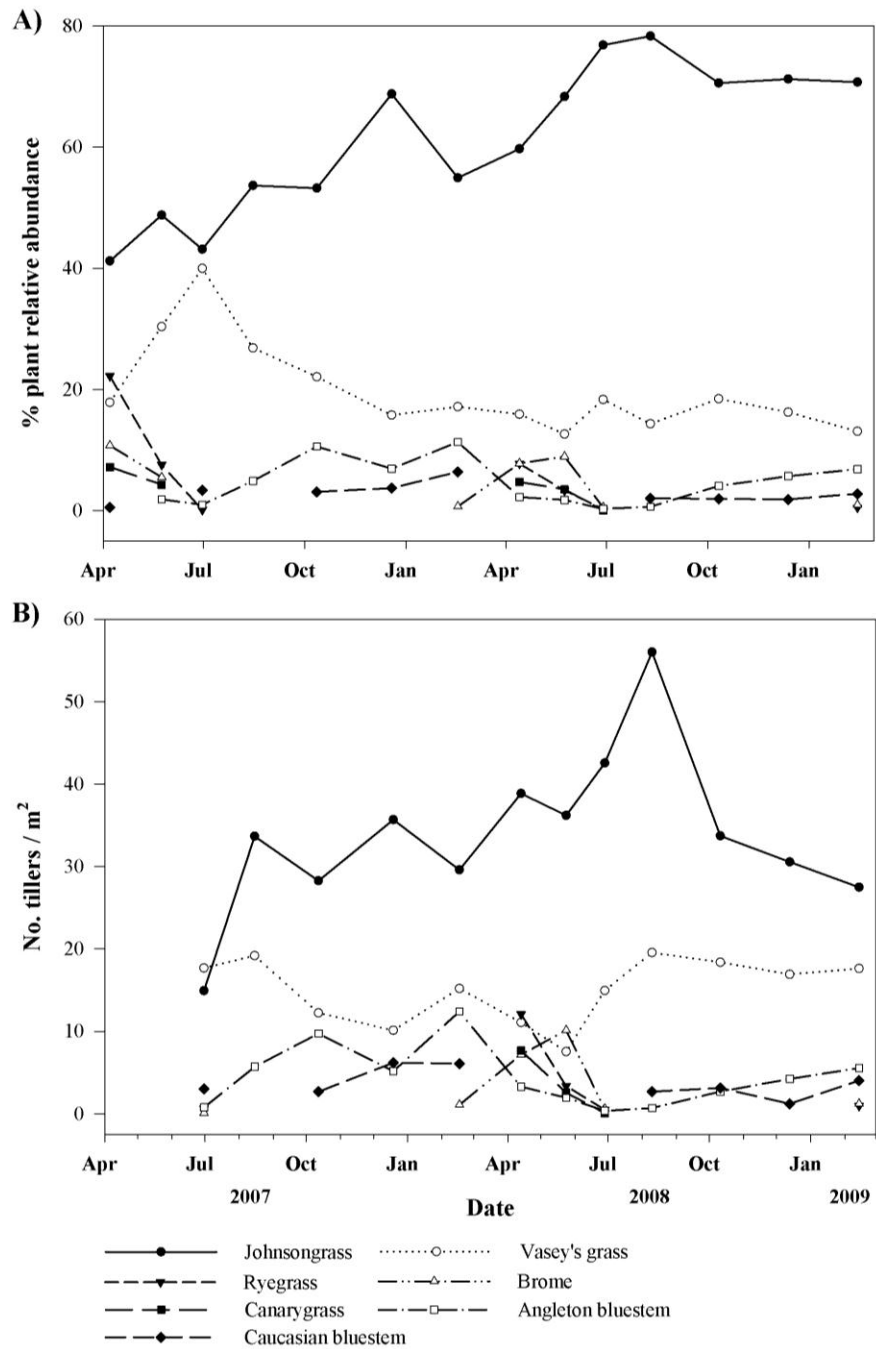 A)
80
60
40
20
0
% plant relative abundance
Apr Jul Oct Jan Apr Jul Oct Jan
B)
60
50
40
30
20
10
0
No. tillers / m²
Apr Jul Oct Jan Apr Jul Oct Jan
2007 2008 2009
Date
Johnsongrass Vasey's grass
Ryegrass Brome
Canarygrass Angleton bluestem
Caucasian bluestem